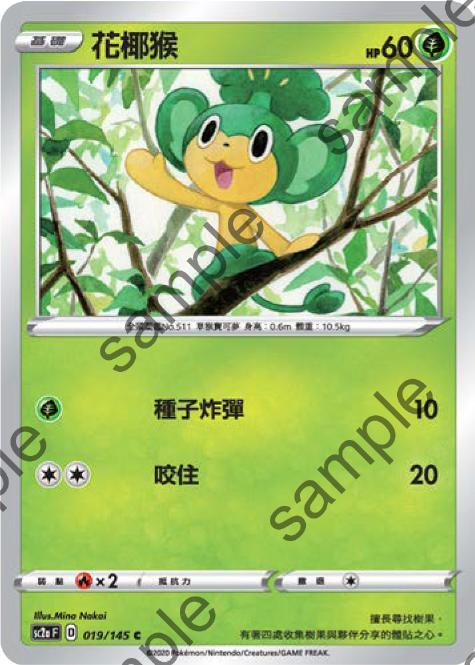 基礎 花椰猴 HP60
全國圖鑑No.511 草猴寶可夢 身高：0.6m 體重：10.5kg
種子炸彈 10
咬住 20
弱點 ×2 抵抗力 撤退
Illus.Mina Nakai
sc2a F D 019/145 C
擅長尋找樹果。
有著四處收集樹果與夥伴分享的體貼之心。
©2020 Pokémon/Nintendo/Creatures/GAME FREAK.
sample
sample
sample
sample
sample
sample